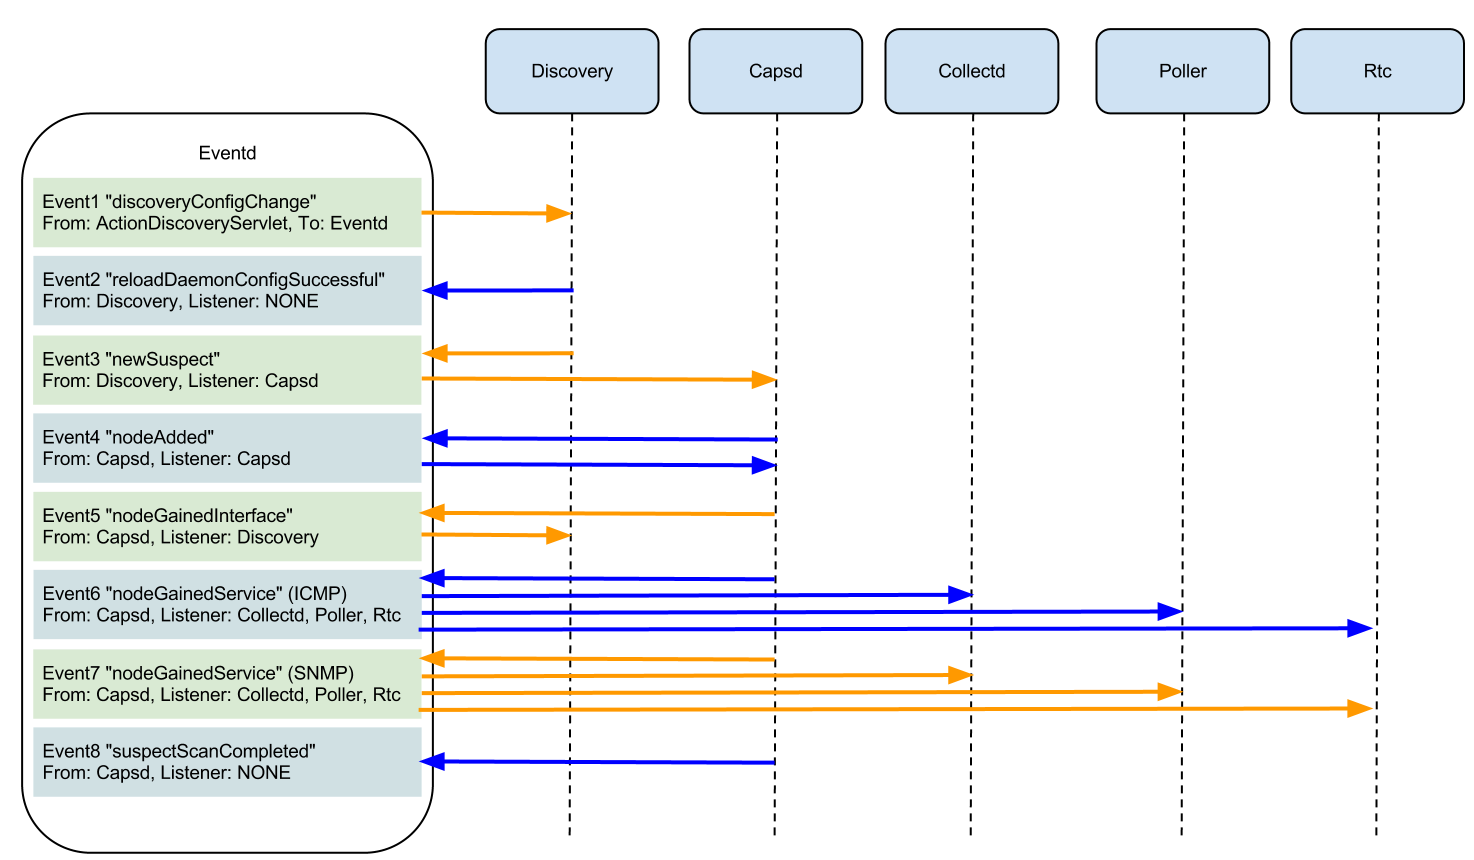 Discovery
Capsd
Collectd
Poller
Rtc
Eventd
Event1 "discoveryConfigChange"
From: ActionDiscoveryServlet, To: Eventd
Event2 "reloadDaemonConfigSuccessful"
From: Discovery, Listener: NONE
Event3 "newSuspect"
From: Discovery, Listener: Capsd
Event4 "nodeAdded"
From: Capsd, Listener: Capsd
Event5 "nodeGainedInterface"
From: Capsd, Listener: Discovery
Event6 "nodeGainedService" (ICMP)
From: Capsd, Listener: Collectd, Poller, Rtc
Event7 "nodeGainedService" (SNMP)
From: Capsd, Listener: Collectd, Poller, Rtc
Event8 "suspectScanCompleted"
From: Capsd, Listener: NONE